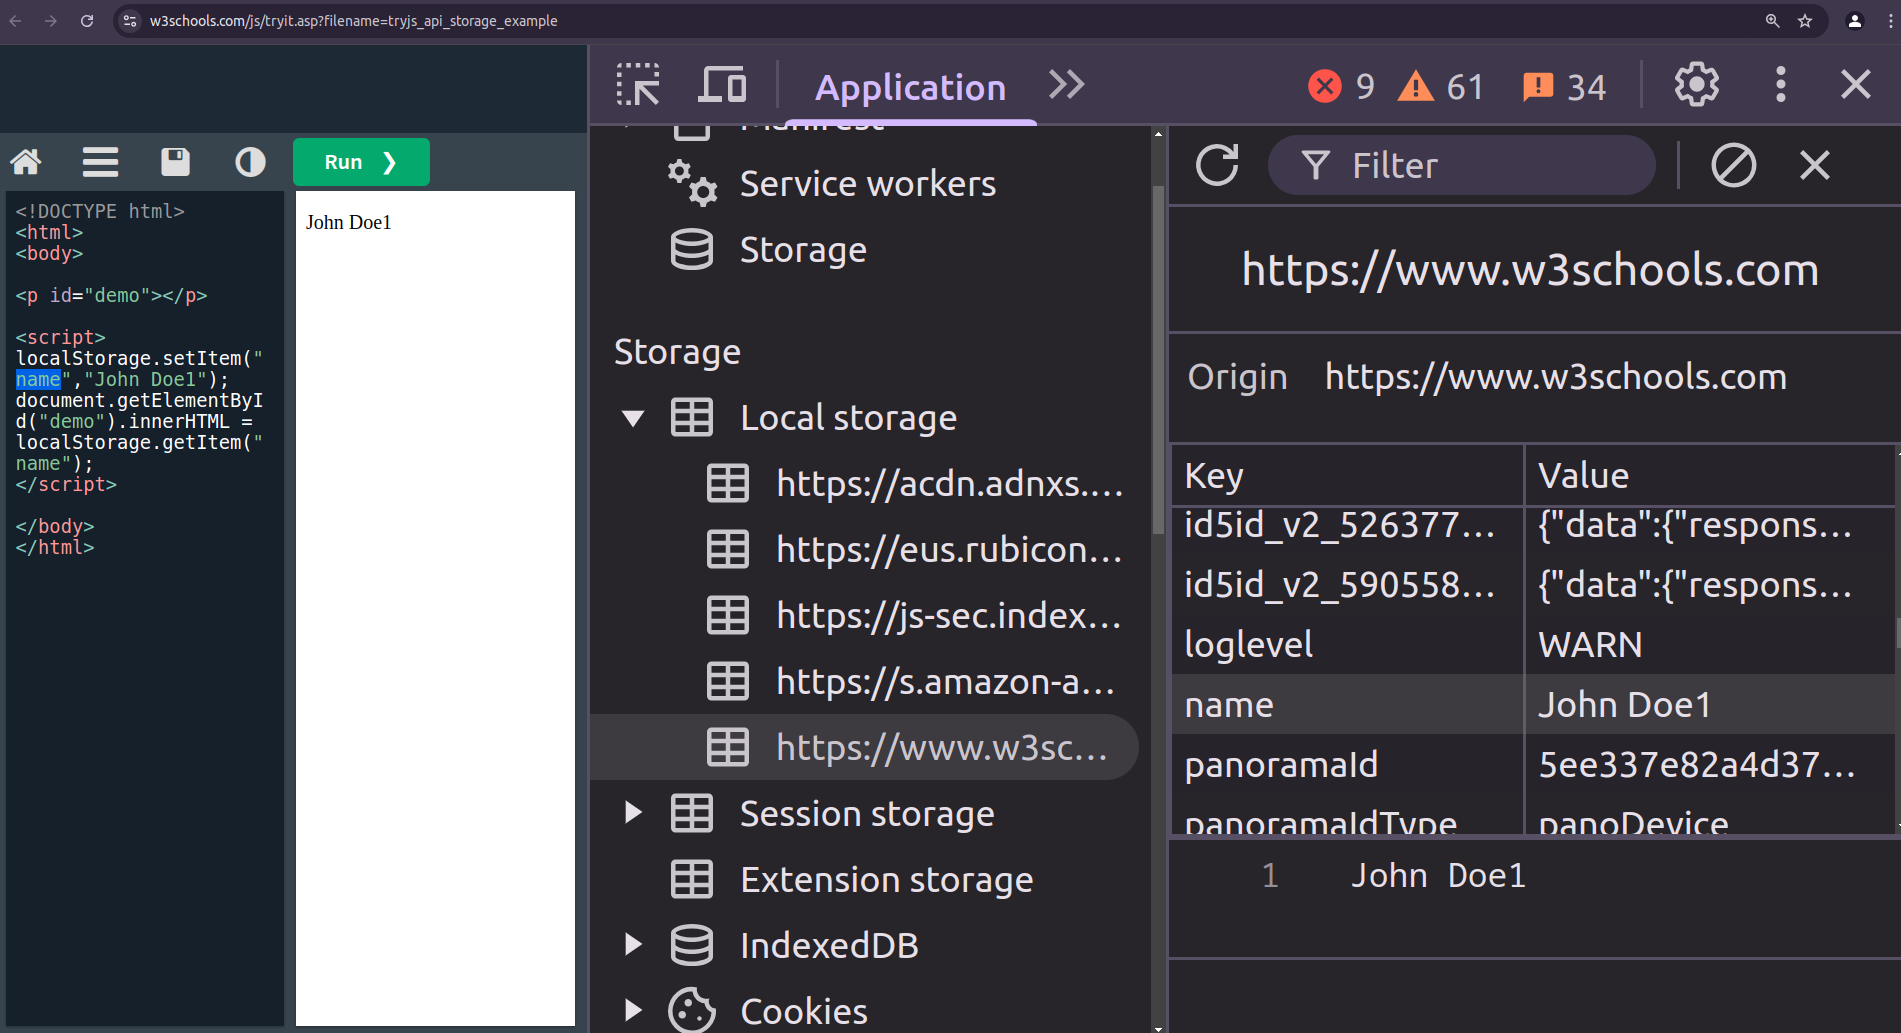 w3schools.com/js/tryit.asp?filename=tryjs_api_storage_example
Run ❯
<!DOCTYPE html>
<html>
<body>
<p id="demo"></p>
<script>
localStorage.setItem("
name","John Doe1");
document.getElementByI
d("demo").innerHTML =
localStorage.getItem("
name");
</script>
</body>
</html>
John Doe1
Application
9
61
34
Manifest
Service workers
Storage
Storage
Local storage
https://acdn.adnxs.…
https://eus.rubicon…
https://js-sec.index…
https://s.amazon-a…
https://www.w3sc…
Session storage
Extension storage
IndexedDB
Cookies
Filter
https://www.w3schools.com
Origin https://www.w3schools.com
Key Value
id5id_v2_526377… {"data":{"respons…
id5id_v2_590558… {"data":{"respons…
loglevel WARN
name John Doe1
panoramaId 5ee337e82a4d37…
panoramaIdType panoDevice
1 John Doe1